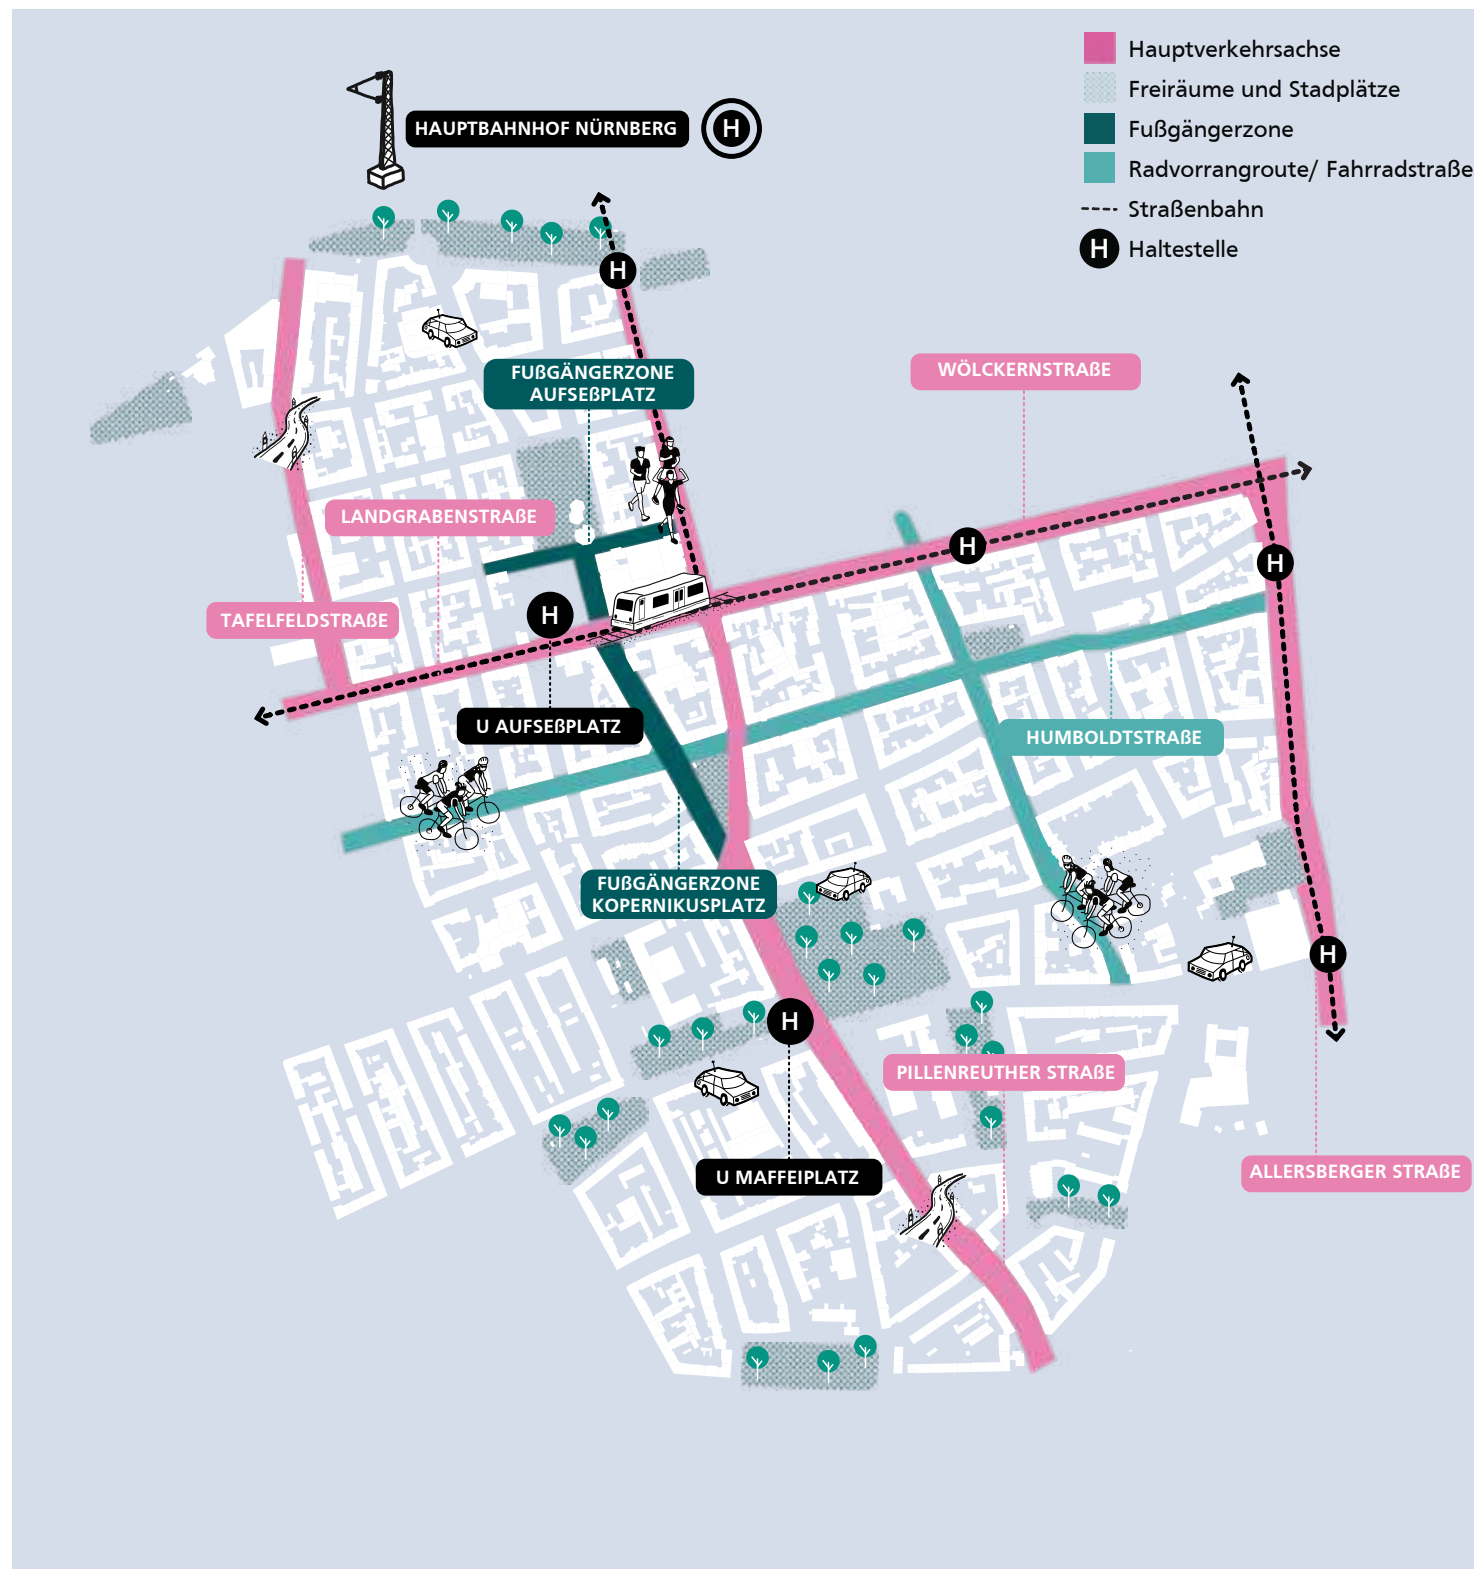 Hauptverkehrsachse
Freiräume und Stadplätze
Fußgängerzone
Radvorrangroute/ Fahrradstraße
Straßenbahn
H Haltestelle
HAUPTBAHNHOF NÜRNBERG H
H
FUßGÄNGERZONE
AUFSEßPLATZ
WÖLCKERNSTRAßE
LANDGRABENSTRAßE
H
H
TAFELFELDSTRAßE
H
U AUFSEßPLATZ
HUMBOLDTSTRAßE
FUßGÄNGERZONE
KOPERNIKUSPLATZ
H
H
PILLENREUTHER STRAßE
U MAFFEIPLATZ
ALLERSBERGER STRAßE